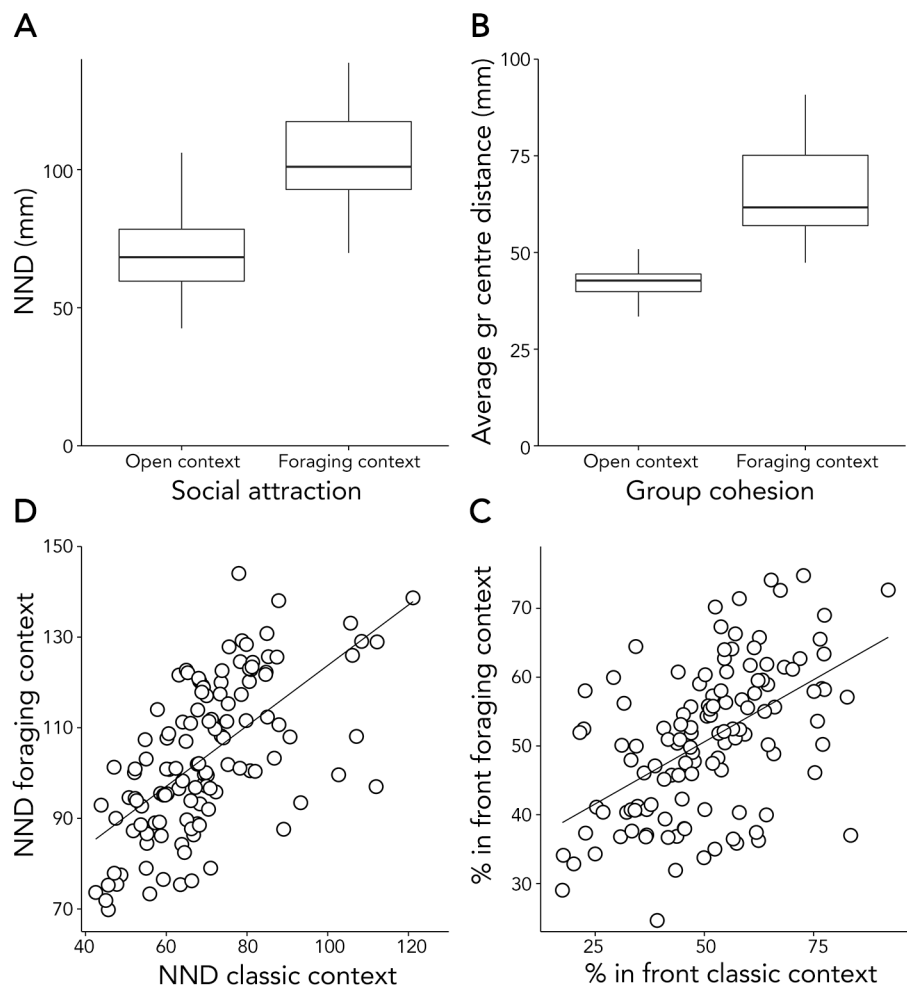 A
NND (mm)
100
50
0
Open context
Foraging context
Social attraction
B
Average gr centre distance (mm)
100
75
50
25
0
Open context
Foraging context
Group cohesion
D
NND foraging context
150
130
110
90
70
40
60
80
100
120
NND classic context
C
% in front foraging context
70
60
50
40
30
25
50
75
% in front classic context